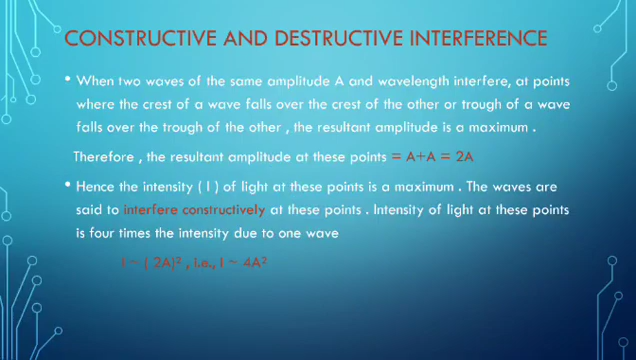 CONSTRUCTIVE AND DESTRUCTIVE INTERFERENCE
• When two waves of the same amplitude A and wavelength interfere, at points
where the crest of a wave falls over the crest of the other or trough of a wave
falls over the trough of the other , the resultant amplitude is a maximum .
Therefore , the resultant amplitude at these points = A+A = 2A
• Hence the intensity ( I ) of light at these points is a maximum . The waves are
said to interfere constructively at these points . Intensity of light at these points
is four times the intensity due to one wave
I ~ ( 2A)² , i.e., I ~ 4A²